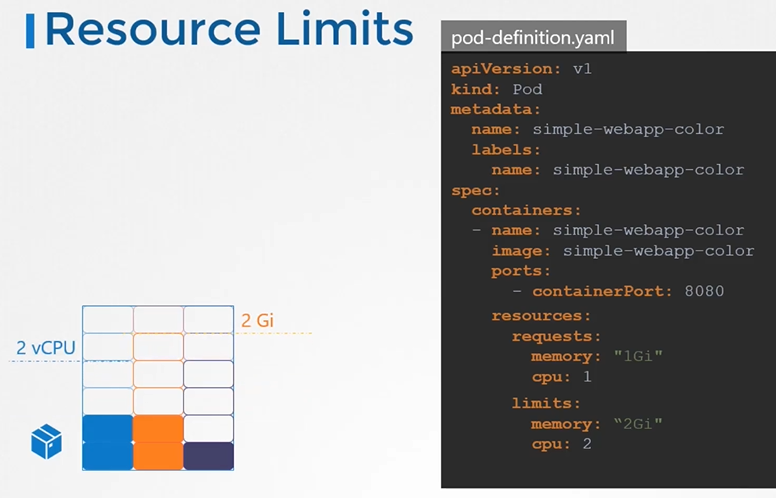 Resource Limits
2 vCPU
2 Gi
pod-definition.yaml
apiVersion: v1
kind: Pod
metadata:
  name: simple-webapp-color
  labels:
    name: simple-webapp-color
spec:
  containers:
  - name: simple-webapp-color
    image: simple-webapp-color
    ports:
      - containerPort: 8080
    resources:
      requests:
        memory: "1Gi"
        cpu: 1
      limits:
        memory: “2Gi"
        cpu: 2